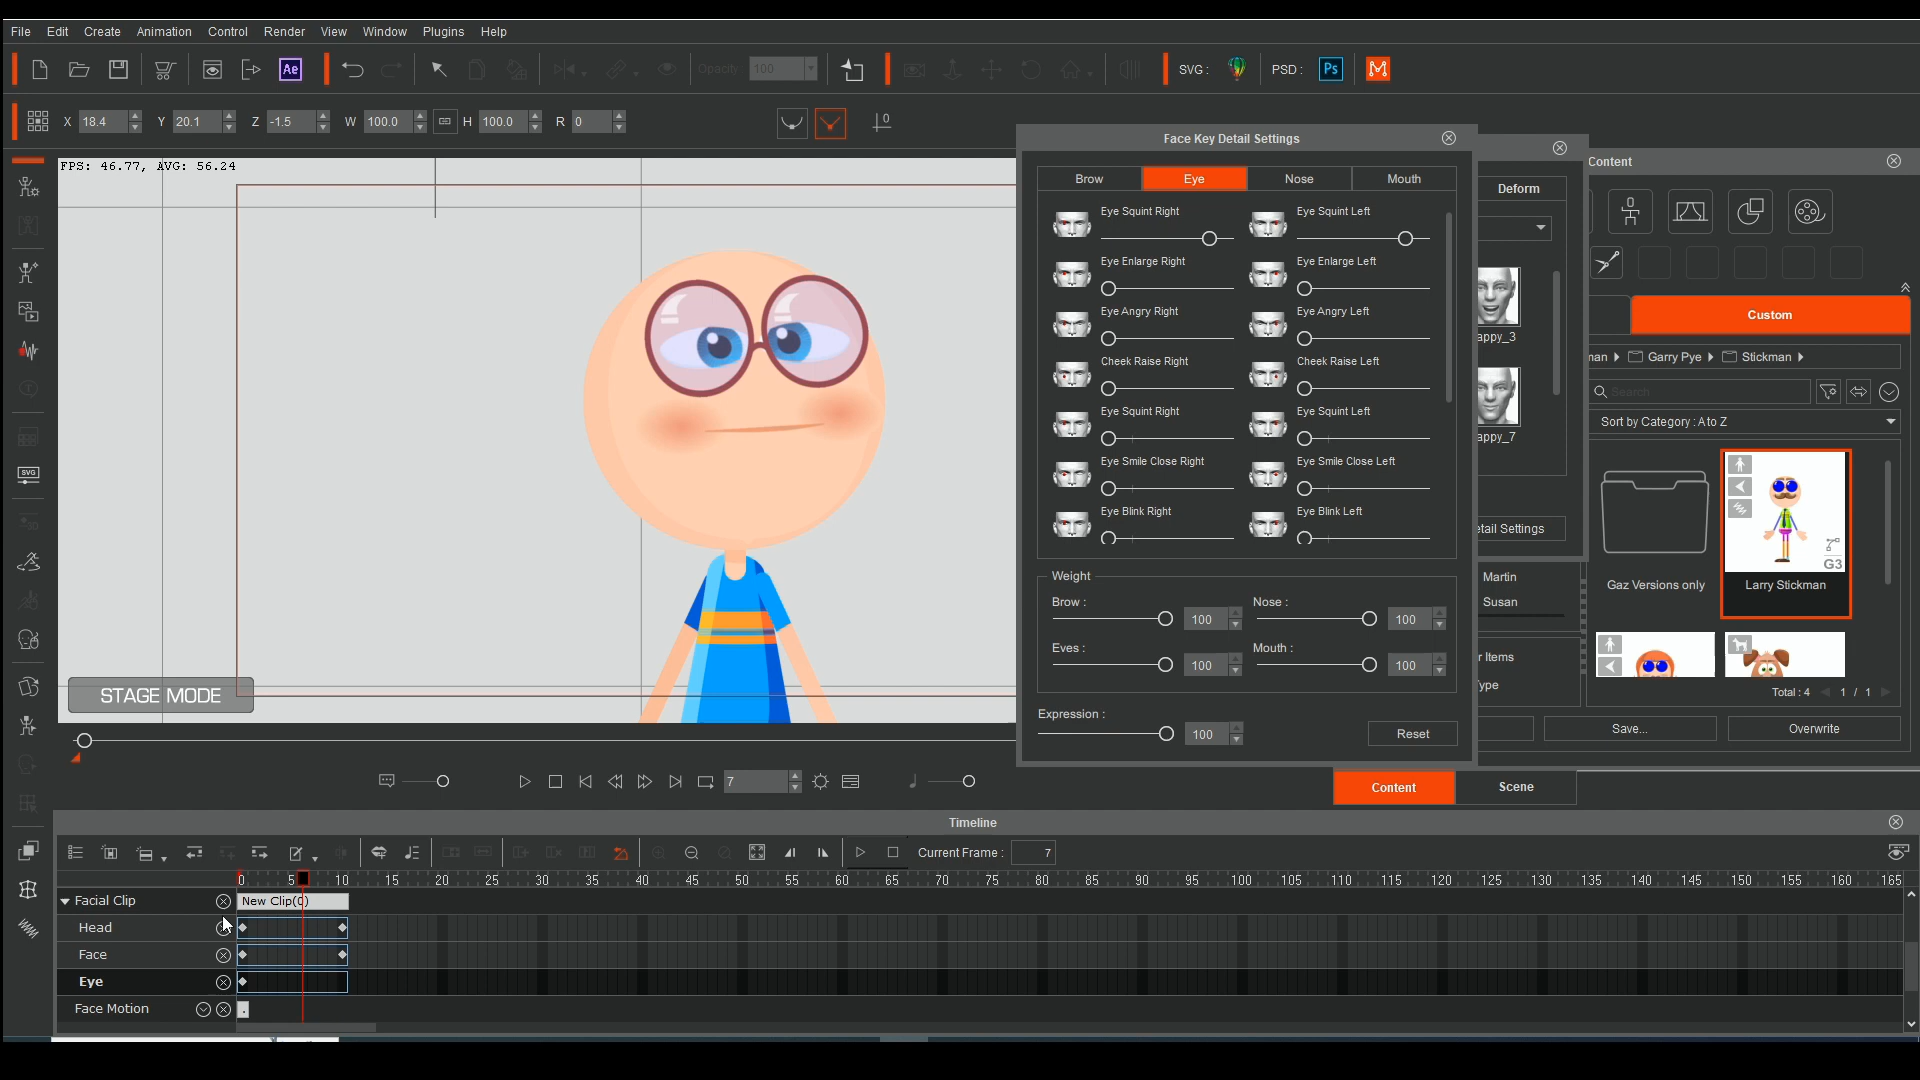 File Edit Create Animation Control Render View Window Plugins Help
Ae Opacity 100 SVG : PSD : Ps
X 18.4 Y 20.1 Z -1.5 W 100.0 H 100.0 R 0
FPS: 46.77, AVG: 56.24
STAGE MODE
Face Key Detail Settings
Brow Eye Nose Mouth
Eye Squint Right Eye Squint Left
Eye Enlarge Right Eye Enlarge Left
Eye Angry Right Eye Angry Left
Cheek Raise Right Cheek Raise Left
Eye Squint Right Eye Squint Left
Eye Smile Close Right Eye Smile Close Left
Eye Blink Right Eye Blink Left
Weight
Brow : 100 Nose : 100
Eves : 100 Mouth : 100
Expression : 100 Reset
Deform
appy_3
appy_7
etail Settings
Martin
Susan
r Items
ype
Content
Custom
nan Garry Pye Stickman
Search
Sort by Category : A to Z
G3
Gaz Versions only Larry Stickman
Total : 4 1 / 1
Save... Overwrite
7
Content Scene
Timeline
SVG
Current Frame : 7
0 5 10 15 20 25 30 35 40 45 50 55 60 65 70 75 80 85 90 95 100 105 110 115 120 125 130 135 140 145 150 155 160 165
Facial Clip New Clip(0)
Head
Face
Eye
Face Motion